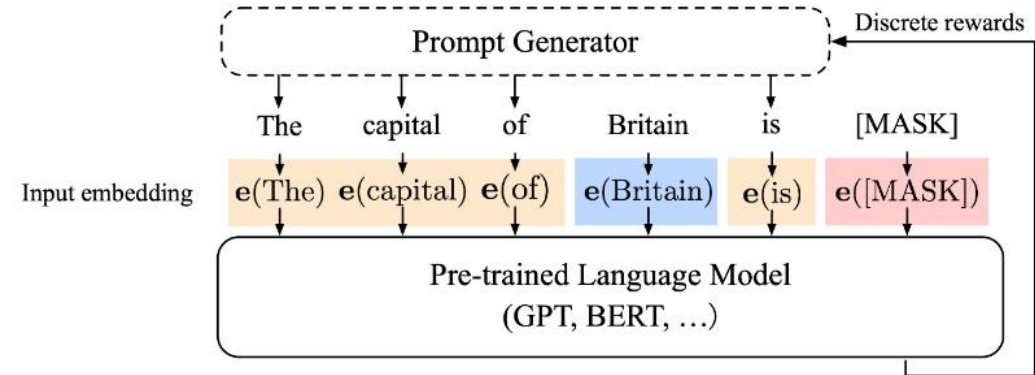 Discrete rewards
Prompt Generator
The capital of Britain is [MASK]
Input embedding e(The) e(capital) e(of) e(Britain) e(is) e([MASK])
Pre-trained Language Model
(GPT, BERT, …)